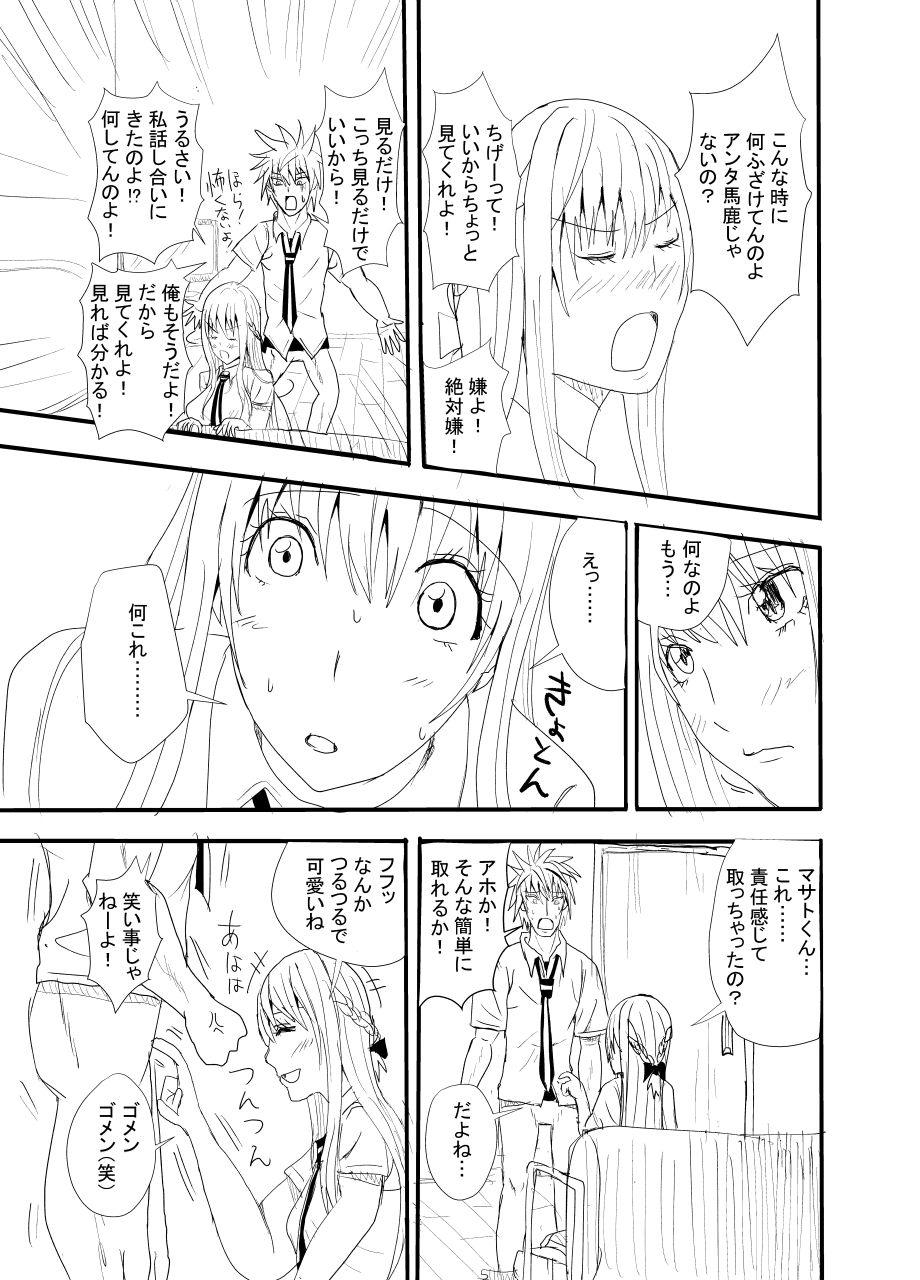 こんな時に
何ふざけてんのよ
アンタ馬鹿じゃ
ないの?
ちげーって!
いいからちょっと
見てくれよ!
嫌よ!
絶対嫌!
見るだけ!
こっち見るだけで
いいから!
ほら!
怖くないよ
うるさい!
私話し合いに
きたのよ!?
何してんのよ!
俺もそうだよ!
だから
見てくれよ!
見れば分かる!
何なのよ
もう…
えっ……
きょとん
何これ………
マサトくん…
これ……
責任感じて
取っちゃったの?
アホか!
そんな簡単に
取れるか!
だよね…
フフッ
なんか
つるつるで
可愛いね
あはは
笑い事じゃ
ねーよ!
つんつん
ゴメン
ゴメン(笑)